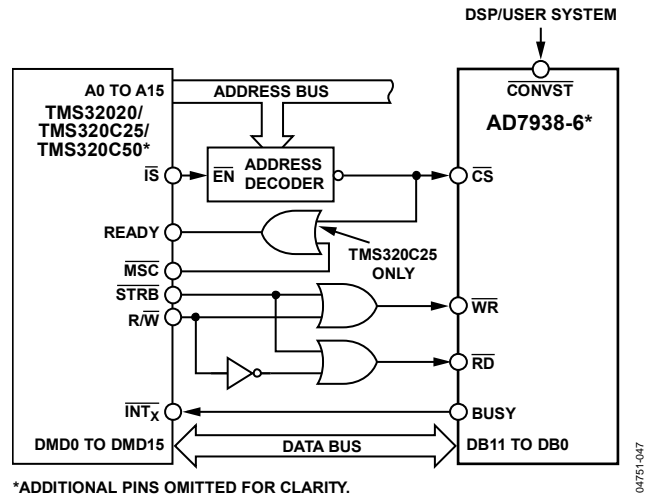 DSP/USER SYSTEM
A0 TO A15
ADDRESS BUS
CONVST
TMS32020/
TMS320C25/
TMS320C50*
AD7938-6*
IS
EN
ADDRESS
DECODER
CS
READY
TMS320C25
ONLY
MSC
STRB
R/W
WR
RD
INTX
BUSY
DMD0 TO DMD15
DATA BUS
DB11 TO DB0
*ADDITIONAL PINS OMITTED FOR CLARITY.
04751-047